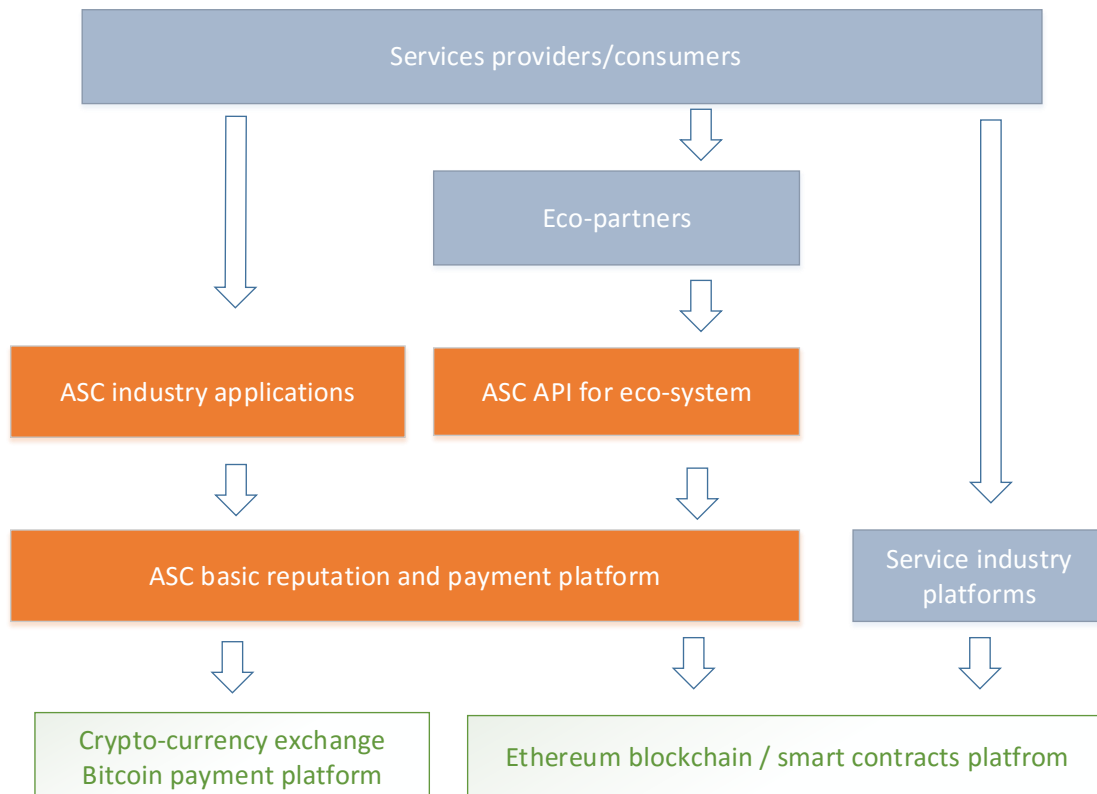 Services providers/consumers
Eco-partners
ASC industry applications
ASC API for eco-system
ASC basic reputation and payment platform
Service industry
platforms
Crypto-currency exchange
Bitcoin payment platform
Ethereum blockchain / smart contracts platfrom